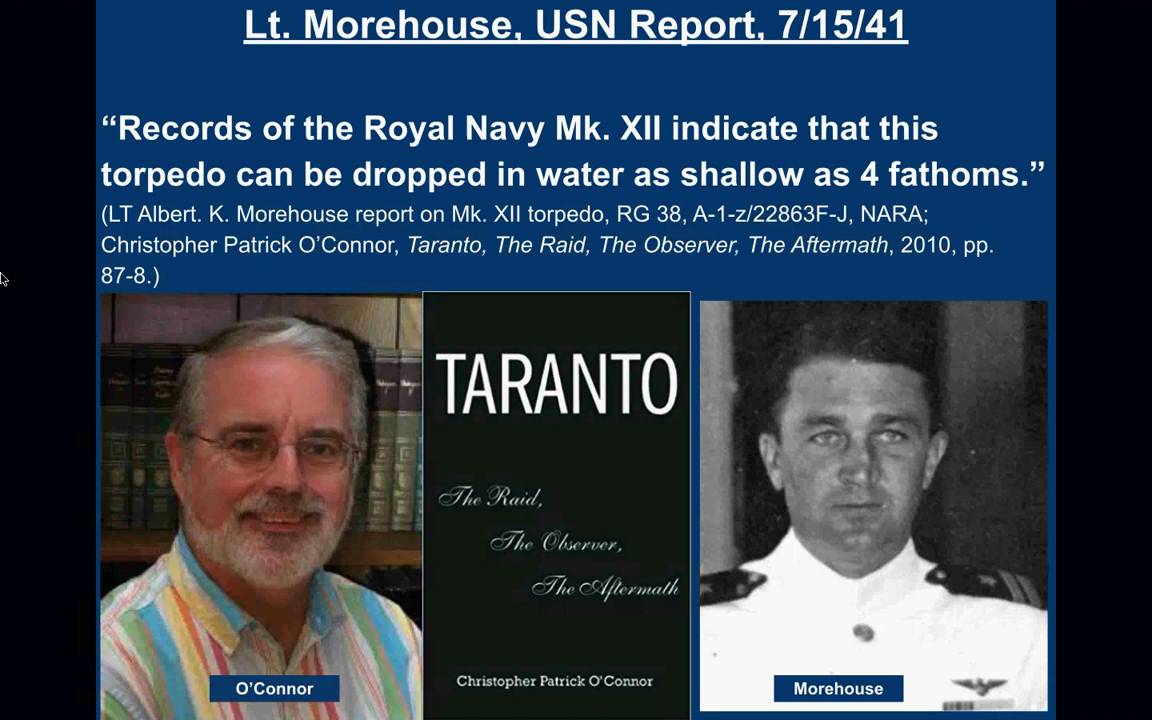 Lt. Morehouse, USN Report, 7/15/41
“Records of the Royal Navy Mk. XII indicate that this
torpedo can be dropped in water as shallow as 4 fathoms.”
(LT Albert. K. Morehouse report on Mk. XII torpedo, RG 38, A-1-z/22863F-J, NARA;
Christopher Patrick O’Connor, Taranto, The Raid, The Observer, The Aftermath, 2010, pp.
87-8.)
TARANTO
The Raid,
The Observer,
The Aftermath
Christopher Patrick O’Connor
O’Connor
Morehouse